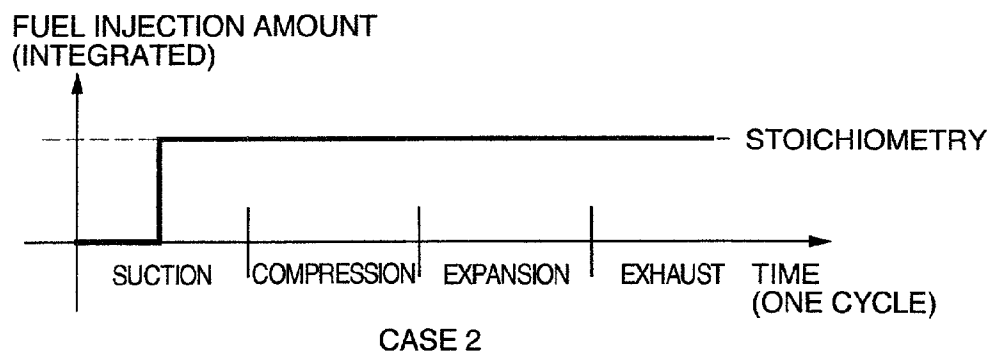 FUEL INJECTION AMOUNT
(INTEGRATED)
STOICHIOMETRY
SUCTION COMPRESSION EXPANSION EXHAUST TIME
(ONE CYCLE)
CASE 2